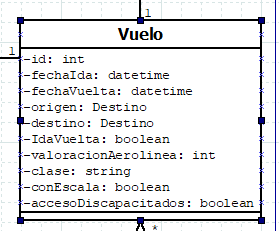 1
1
Vuelo
-id: int
-fechaIda: datetime
-fechaVuelta: datetime
-origen: Destino
-destino: Destino
-IdaVuelta: boolean
-valoracionAerolinea: int
-clase: string
-conEscala: boolean
-accesoDiscapacitados: boolean
*